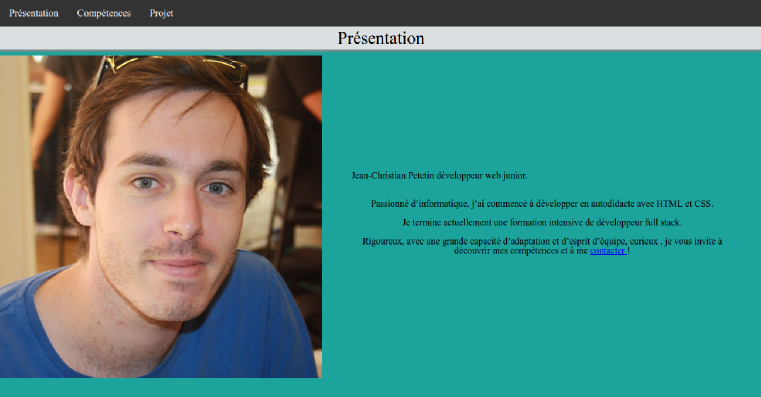 Présentation Compétences Projet
Présentation
Jean-Christian Petetin développeur web junior.
Passionné d’informatique, j’ai commencé à développer en autodidacte avec HTML et CSS.
Je termine actuellement une formation intensive de développeur full stack.
Rigoureux, avec une grande capacité d’adaptation et d’esprit d’équipe, curieux , je vous invite à
découvrir mes compétences et à me contacter !